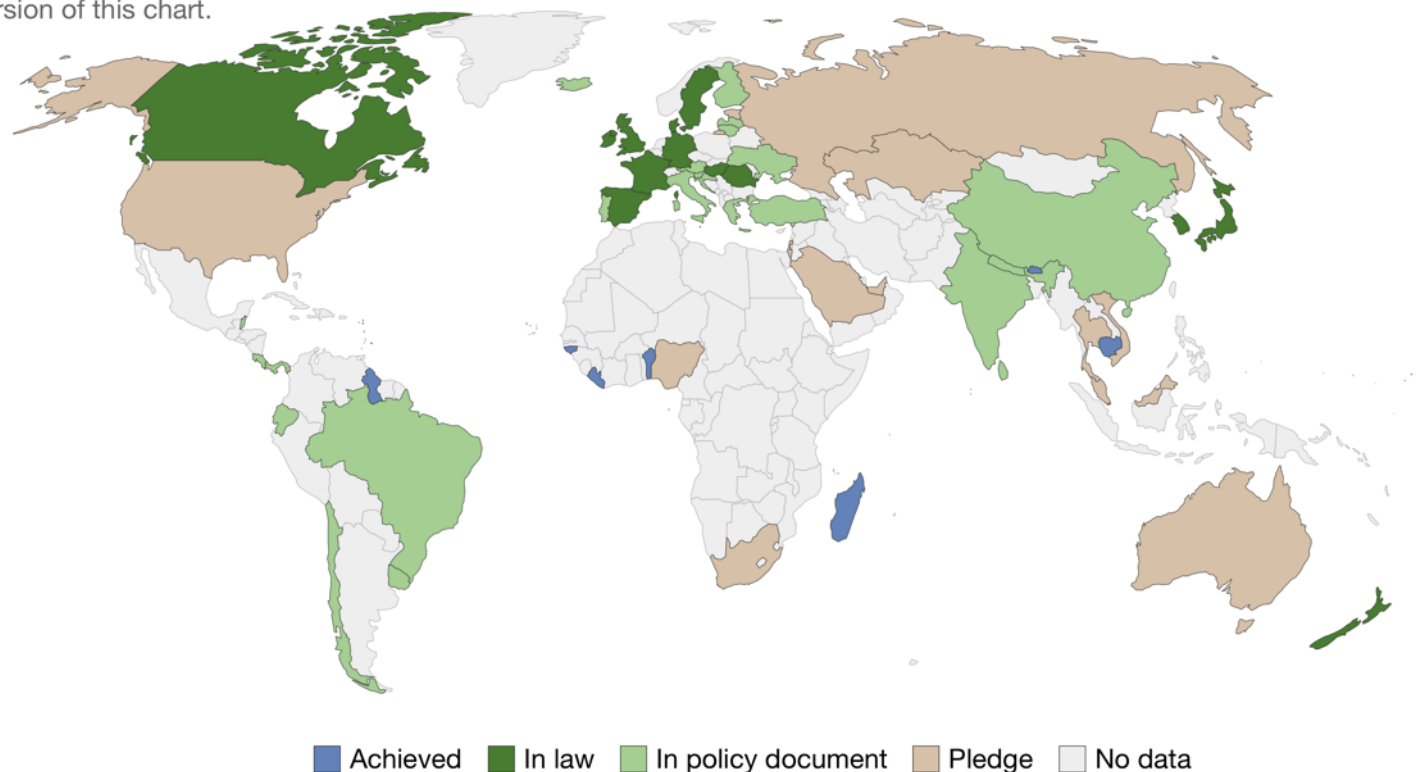 rsion of this chart.
Achieved In law In policy document Pledge No data